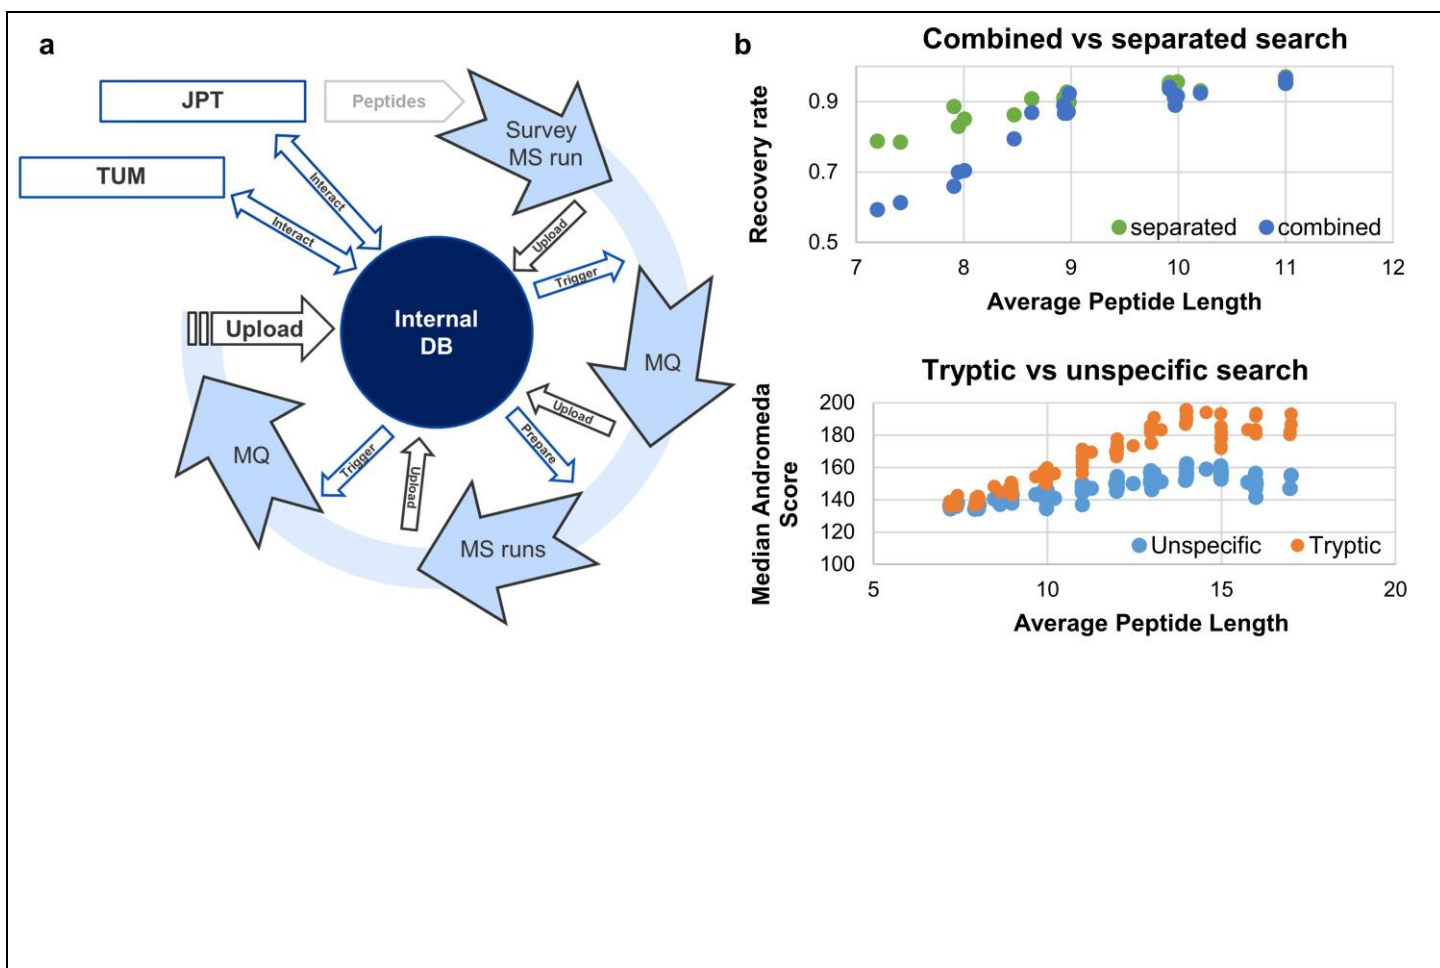 a
JPT
Peptides
TUM
Survey
MS run
Interact
Interact
Upload
Trigger
Upload
Internal
DB
MQ
Upload
Prepare
Trigger
Upload
MQ
MS runs
b
Combined vs separated search
Recovery rate
0.9
0.7
0.5
separated
combined
7 8 9 10 11 12
Average Peptide Length
Tryptic vs unspecific search
Median Andromeda
Score
200
180
160
140
120
100
Unspecific
Tryptic
5 10 15 20
Average Peptide Length